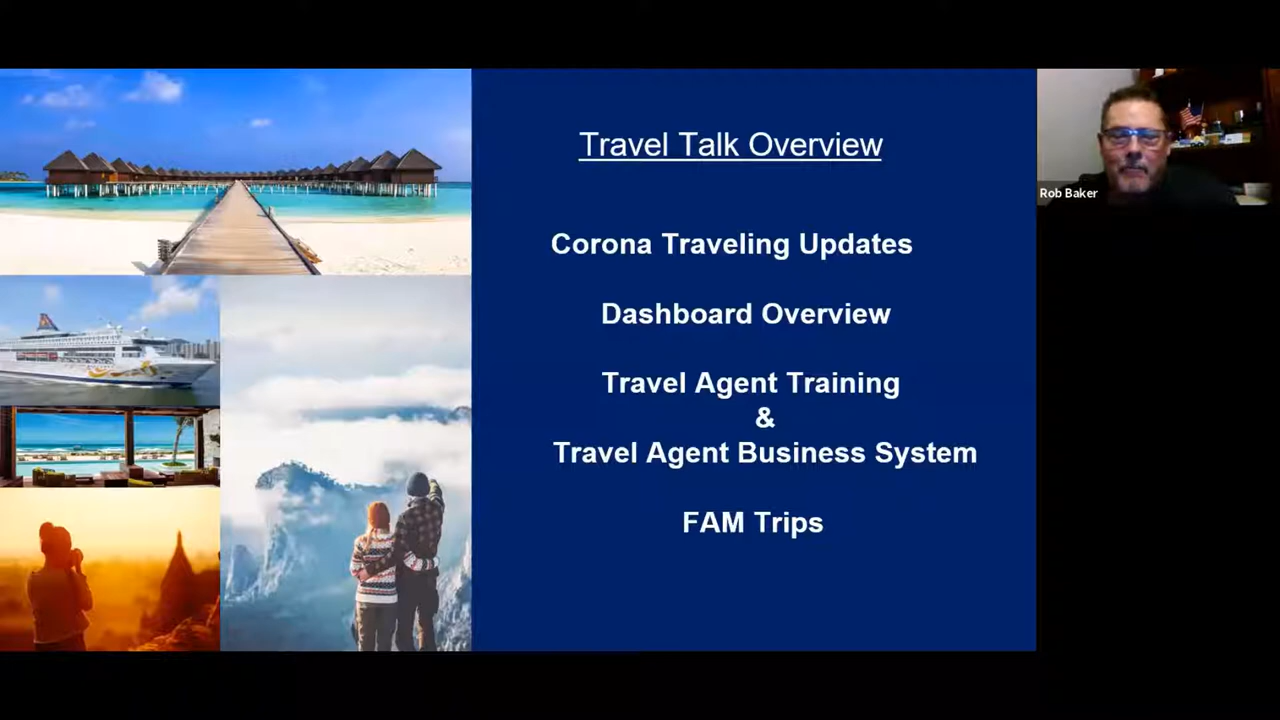 Travel Talk Overview
Corona Traveling Updates
Dashboard Overview
Travel Agent Training
&
Travel Agent Business System
FAM Trips
Rob Baker